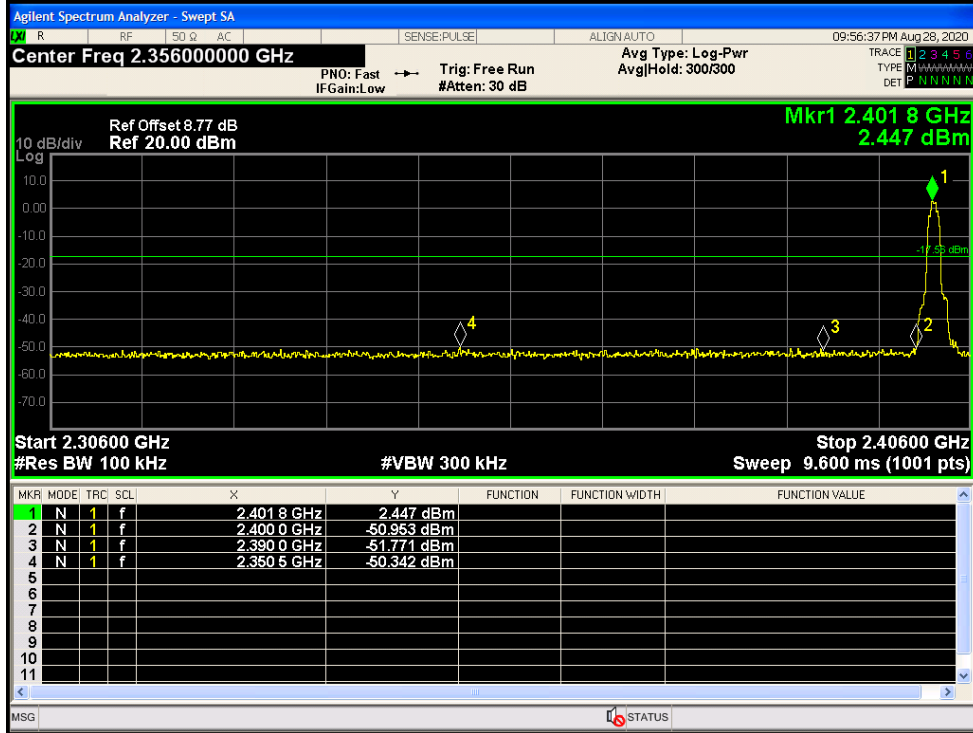 Agilent Spectrum Analyzer - Swept SA
LXI R RF 50 Ω AC SENSE:PULSE ALIGN AUTO 09:56:37 PM Aug 28, 2020
Center Freq 2.356000000 GHz
PNO: Fast
IFGain:Low
Trig: Free Run
#Atten: 30 dB
Avg Type: Log-Pwr
Avg|Hold: 300/300
TRACE 1 2 3 4 5 6
TYPE M WWWWW
DET P N N N N N
Mkr1 2.401 8 GHz
2.447 dBm
Ref Offset 8.77 dB
10 dB/div Ref 20.00 dBm
Log
1
10.0
0.00
-10.0
-17.55 dBm
-20.0
-30.0
-40.0
4
3
2
-50.0
-60.0
-70.0
Start 2.30600 GHz Stop 2.40600 GHz
#Res BW 100 kHz #VBW 300 kHz Sweep 9.600 ms (1001 pts)
MKR MODE TRC SCL X Y FUNCTION FUNCTION WIDTH FUNCTION VALUE
1 N 1 f 2.401 8 GHz 2.447 dBm
2 N 1 f 2.400 0 GHz -50.953 dBm
3 N 1 f 2.390 0 GHz -51.771 dBm
4 N 1 f 2.350 5 GHz -50.342 dBm
5
6
7
8
9
10
11
MSG STATUS